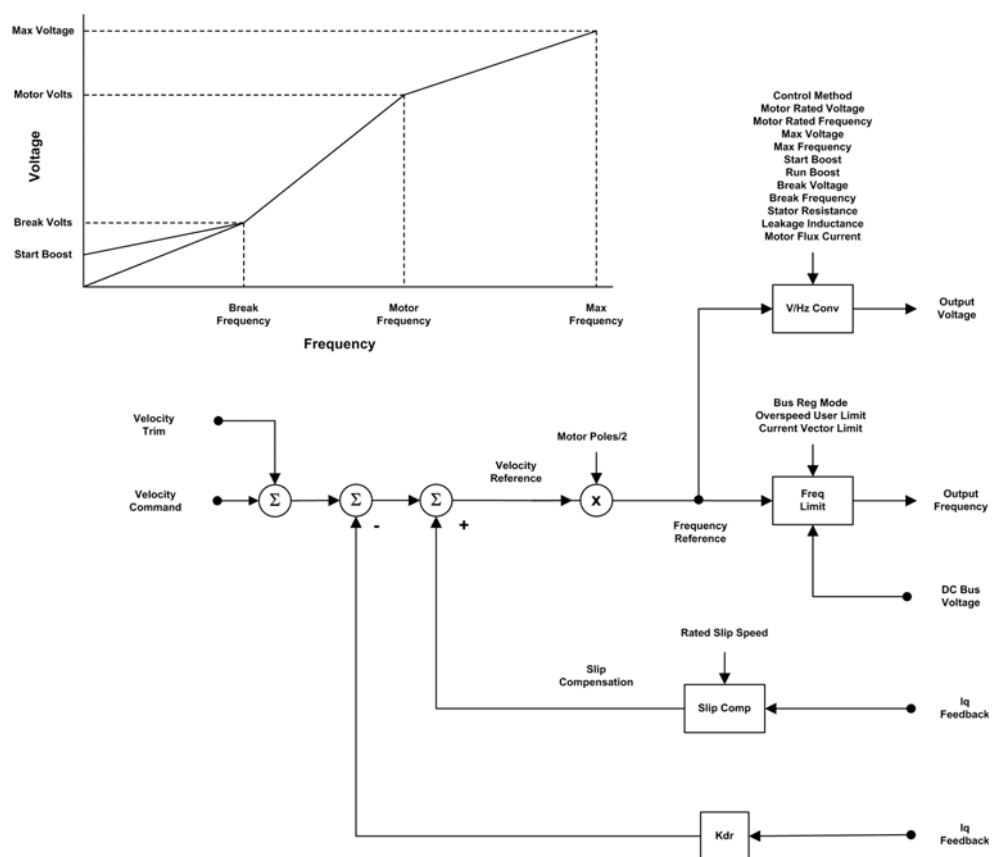 Max Voltage
Motor Volts
Voltage
Break Volts
Start Boost
Break
Frequency
Motor
Frequency
Max
Frequency
Frequency
Control Method
Motor Rated Voltage
Motor Rated Frequency
Max Voltage
Max Frequency
Start Boost
Run Boost
Break Voltage
Break Frequency
Stator Resistance
Leakage Inductance
Motor Flux Current
V/Hz Conv
Output
Voltage
Velocity
Trim
Velocity
Command
Σ
Σ
-
Σ
+
Velocity
Reference
Motor Poles/2
X
Frequency
Reference
Bus Reg Mode
Overspeed User Limit
Current Vector Limit
Freq
Limit
Output
Frequency
DC Bus
Voltage
Rated Slip Speed
Slip
Compensation
Slip Comp
Iq
Feedback
Kdr
Iq
Feedback